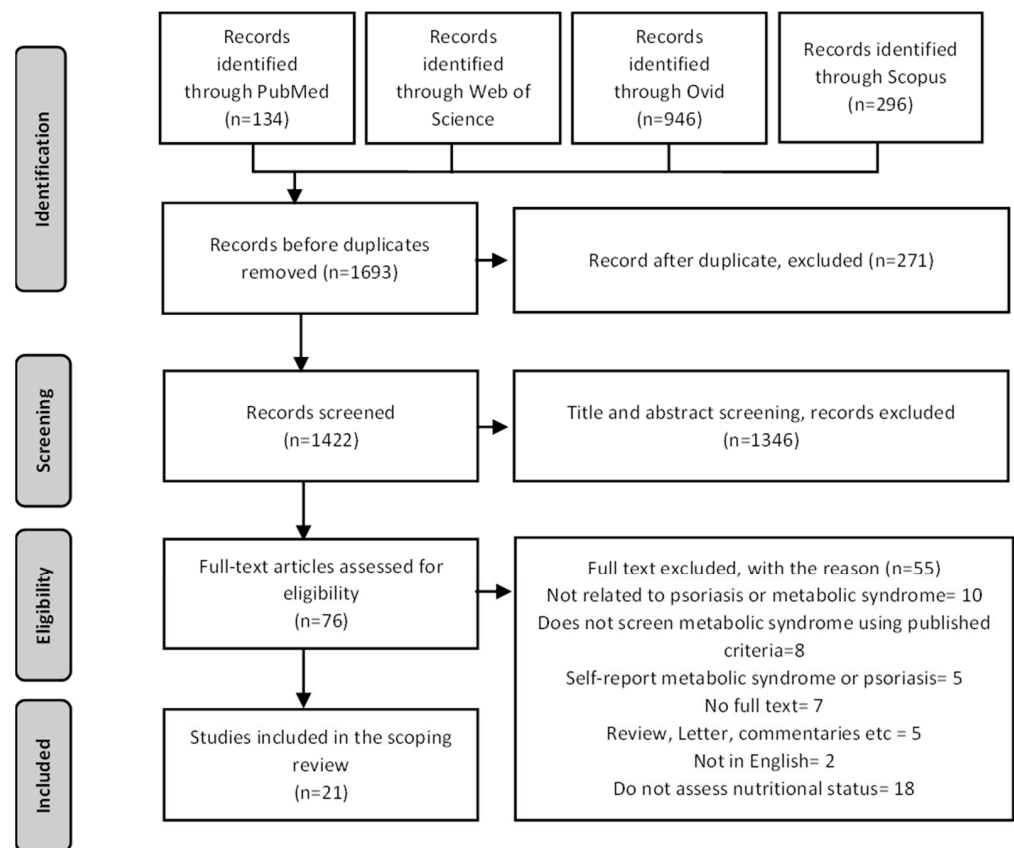 Identification
Records
identified
through PubMed
(n=134)
Records
identified
through Web of
Science
Records
identified
through Ovid
(n=946)
Records identified
through Scopus
(n=296)
Records before duplicates
removed (n=1693)
Record after duplicate, excluded (n=271)
Screening
Records screened
(n=1422)
Title and abstract screening, records excluded
(n=1346)
Eligibility
Full-text articles assessed for
eligibility
(n=76)
Full text excluded, with the reason (n=55)
Not related to psoriasis or metabolic syndrome= 10
Does not screen metabolic syndrome using published
criteria=8
Self-report metabolic syndrome or psoriasis= 5
No full text= 7
Review, Letter, commentaries etc = 5
Not in English= 2
Do not assess nutritional status= 18
Included
Studies included in the scoping
review
(n=21)